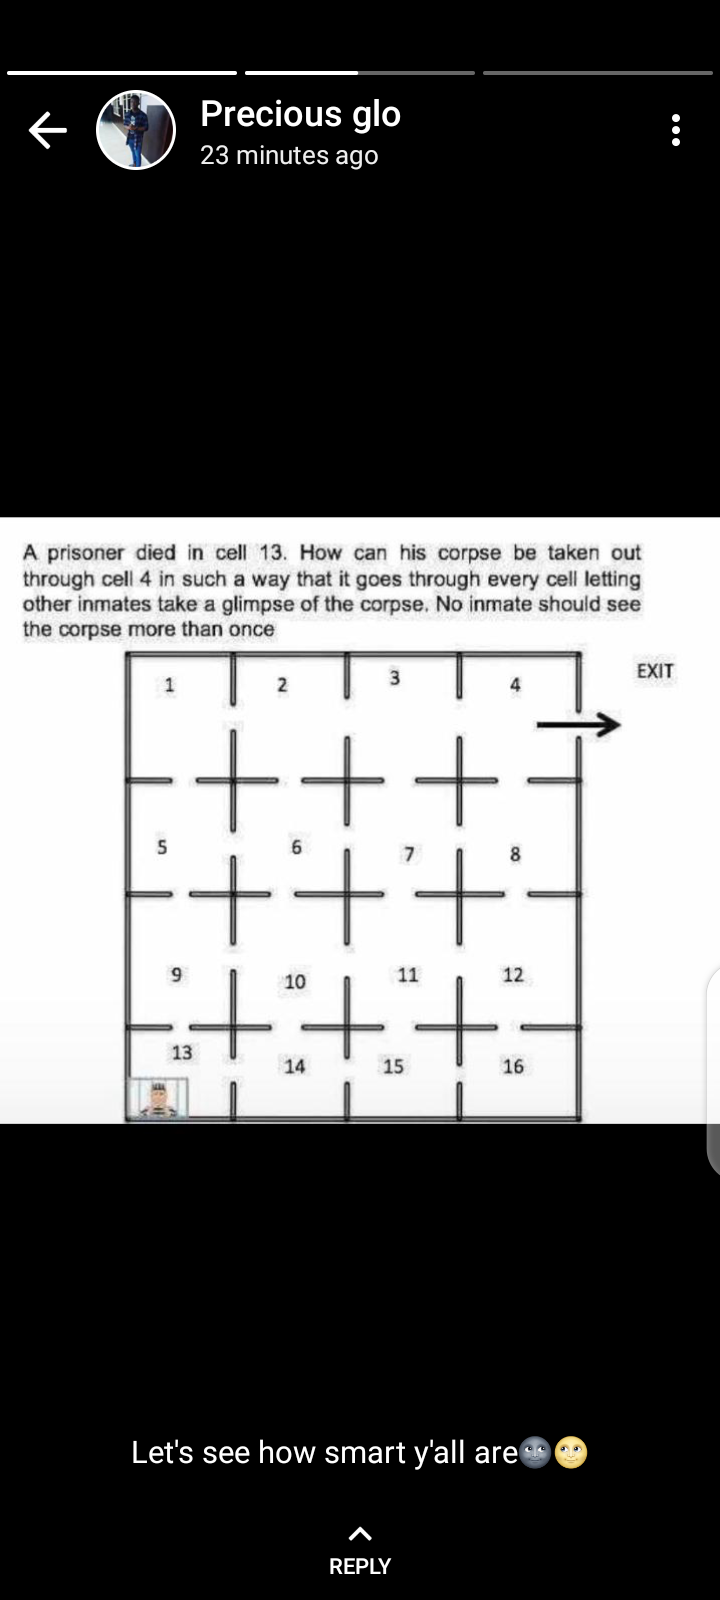 Precious glo
23 minutes ago
A prisoner died in cell 13. How can his corpse be taken out
through cell 4 in such a way that it goes through every cell letting
other inmates take a glimpse of the corpse. No inmate should see
the corpse more than once
EXIT
1 2 3 4
5 6 7 8
9 10 11 12
13 14 15 16
Let's see how smart y'all are🌚🌝
REPLY